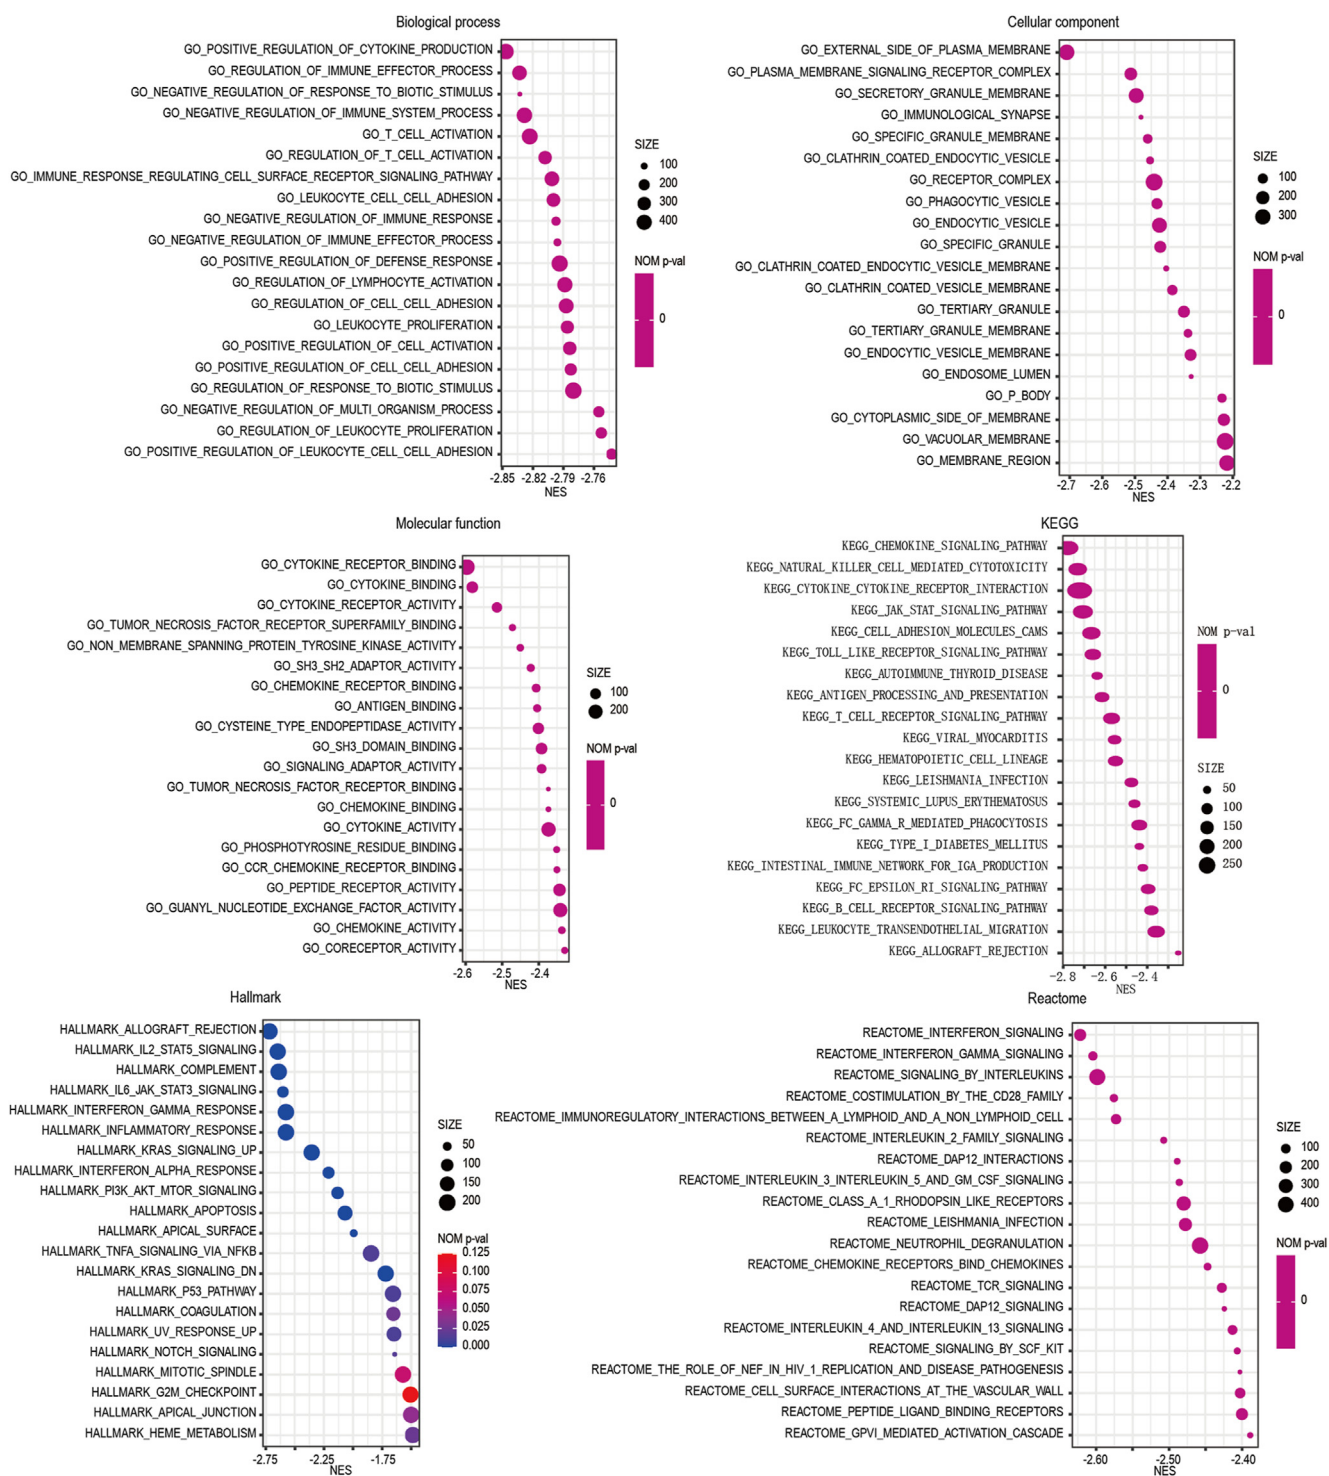 Biological process
GO_POSITIVE_REGULATION_OF_CYTOKINE_PRODUCTION
GO_REGULATION_OF_IMMUNE_EFFECTOR_PROCESS
GO_NEGATIVE_REGULATION_OF_RESPONSE_TO_BIOTIC_STIMULUS
GO_NEGATIVE_REGULATION_OF_IMMUNE_SYSTEM_PROCESS
GO_T_CELL_ACTIVATION
GO_REGULATION_OF_T_CELL_ACTIVATION
GO_IMMUNE_RESPONSE_REGULATING_CELL_SURFACE_RECEPTOR_SIGNALING_PATHWAY
GO_LEUKOCYTE_CELL_CELL_ADHESION
GO_NEGATIVE_REGULATION_OF_IMMUNE_RESPONSE
GO_NEGATIVE_REGULATION_OF_IMMUNE_EFFECTOR_PROCESS
GO_POSITIVE_REGULATION_OF_DEFENSE_RESPONSE
GO_REGULATION_OF_LYMPHOCYTE_ACTIVATION
GO_REGULATION_OF_CELL_CELL_ADHESION
GO_LEUKOCYTE_PROLIFERATION
GO_POSITIVE_REGULATION_OF_CELL_ACTIVATION
GO_POSITIVE_REGULATION_OF_CELL_CELL_ADHESION
GO_REGULATION_OF_RESPONSE_TO_BIOTIC_STIMULUS
GO_NEGATIVE_REGULATION_OF_MULTI_ORGANISM_PROCESS
GO_REGULATION_OF_LEUKOCYTE_PROLIFERATION
GO_POSITIVE_REGULATION_OF_LEUKOCYTE_CELL_CELL_ADHESION
-2.85 -2.82 -2.79 -2.76
NES
SIZE
100
200
300
400
NOM p-val
0
Cellular component
GO_EXTERNAL_SIDE_OF_PLASMA_MEMBRANE
GO_PLASMA_MEMBRANE_SIGNALING_RECEPTOR_COMPLEX
GO_SECRETORY_GRANULE_MEMBRANE
GO_IMMUNOLOGICAL_SYNAPSE
GO_SPECIFIC_GRANULE_MEMBRANE
GO_CLATHRIN_COATED_ENDOCYTIC_VESICLE
GO_RECEPTOR_COMPLEX
GO_PHAGOCYTIC_VESICLE
GO_ENDOCYTIC_VESICLE
GO_SPECIFIC_GRANULE
GO_CLATHRIN_COATED_ENDOCYTIC_VESICLE_MEMBRANE
GO_CLATHRIN_COATED_VESICLE_MEMBRANE
GO_TERTIARY_GRANULE
GO_TERTIARY_GRANULE_MEMBRANE
GO_ENDOCYTIC_VESICLE_MEMBRANE
GO_ENDOSOME_LUMEN
GO_P_BODY
GO_CYTOPLASMIC_SIDE_OF_MEMBRANE
GO_VACUOLAR_MEMBRANE
GO_MEMBRANE_REGION
-2.7 -2.6 -2.5 -2.4 -2.3 -2.2
NES
SIZE
100
200
300
NOM p-val
0
Molecular function
GO_CYTOKINE_RECEPTOR_BINDING
GO_CYTOKINE_BINDING
GO_CYTOKINE_RECEPTOR_ACTIVITY
GO_TUMOR_NECROSIS_FACTOR_RECEPTOR_SUPERFAMILY_BINDING
GO_NON_MEMBRANE_SPANNING_PROTEIN_TYROSINE_KINASE_ACTIVITY
GO_SH3_SH2_ADAPTOR_ACTIVITY
GO_CHEMOKINE_RECEPTOR_BINDING
GO_ANTIGEN_BINDING
GO_CYSTEINE_TYPE_ENDOPEPTIDASE_ACTIVITY
GO_SH3_DOMAIN_BINDING
GO_SIGNALING_ADAPTOR_ACTIVITY
GO_TUMOR_NECROSIS_FACTOR_RECEPTOR_BINDING
GO_CHEMOKINE_BINDING
GO_CYTOKINE_ACTIVITY
GO_PHOSPHOTYROSINE_RESIDUE_BINDING
GO_CCR_CHEMOKINE_RECEPTOR_BINDING
GO_PEPTIDE_RECEPTOR_ACTIVITY
GO_GUANYL_NUCLEOTIDE_EXCHANGE_FACTOR_ACTIVITY
GO_CHEMOKINE_ACTIVITY
GO_CORECEPTOR_ACTIVITY
-2.6 -2.5 -2.4
NES
SIZE
100
200
NOM p-val
0
KEGG
KEGG_CHEMOKINE_SIGNALING_PATHWAY
KEGG_NATURAL_KILLER_CELL_MEDIATED_CYTOTOXICITY
KEGG_CYTOKINE_CYTOKINE_RECEPTOR_INTERACTION
KEGG_JAK_STAT_SIGNALING_PATHWAY
KEGG_CELL_ADHESION_MOLECULES_CAMS
KEGG_TOLL_LIKE_RECEPTOR_SIGNALING_PATHWAY
KEGG_AUTOIMMUNE_THYROID_DISEASE
KEGG_ANTIGEN_PROCESSING_AND_PRESENTATION
KEGG_T_CELL_RECEPTOR_SIGNALING_PATHWAY
KEGG_VIRAL_MYOCARDITIS
KEGG_HEMATOPOIETIC_CELL_LINEAGE
KEGG_LEISHMANIA_INFECTION
KEGG_SYSTEMIC_LUPUS_ERYTHEMATOSUS
KEGG_FC_GAMMA_R_MEDIATED_PHAGOCYTOSIS
KEGG_TYPE_I_DIABETES_MELLITUS
KEGG_INTESTINAL_IMMUNE_NETWORK_FOR_IGA_PRODUCTION
KEGG_FC_EPSILON_RI_SIGNALING_PATHWAY
KEGG_B_CELL_RECEPTOR_SIGNALING_PATHWAY
KEGG_LEUKOCYTE_TRANSENDOTHELIAL_MIGRATION
KEGG_ALLOGRAFT_REJECTION
-2.8 -2.6 -2.4
NES
NOM p-val
0
SIZE
50
100
150
200
250
Hallmark
HALLMARK_ALLOGRAFT_REJECTION
HALLMARK_IL2_STAT5_SIGNALING
HALLMARK_COMPLEMENT
HALLMARK_IL6_JAK_STAT3_SIGNALING
HALLMARK_INTERFERON_GAMMA_RESPONSE
HALLMARK_INFLAMMATORY_RESPONSE
HALLMARK_KRAS_SIGNALING_UP
HALLMARK_INTERFERON_ALPHA_RESPONSE
HALLMARK_PI3K_AKT_MTOR_SIGNALING
HALLMARK_APOPTOSIS
HALLMARK_APICAL_SURFACE
HALLMARK_TNFA_SIGNALING_VIA_NFKB
HALLMARK_KRAS_SIGNALING_DN
HALLMARK_P53_PATHWAY
HALLMARK_COAGULATION
HALLMARK_UV_RESPONSE_UP
HALLMARK_NOTCH_SIGNALING
HALLMARK_MITOTIC_SPINDLE
HALLMARK_G2M_CHECKPOINT
HALLMARK_APICAL_JUNCTION
HALLMARK_HEME_METABOLISM
-2.75 -2.25 -1.75
NES
SIZE
50
100
150
200
NOM p-val
0.125
0.100
0.075
0.050
0.025
0.000
Reactome
REACTOME_INTERFERON_SIGNALING
REACTOME_INTERFERON_GAMMA_SIGNALING
REACTOME_SIGNALING_BY_INTERLEUKINS
REACTOME_COSTIMULATION_BY_THE_CD28_FAMILY
REACTOME_IMMUNOREGULATORY_INTERACTIONS_BETWEEN_A_LYMPHOID_AND_A_NON_LYMPHOID_CELL
REACTOME_INTERLEUKIN_2_FAMILY_SIGNALING
REACTOME_DAP12_INTERACTIONS
REACTOME_INTERLEUKIN_3_INTERLEUKIN_5_AND_GM_CSF_SIGNALING
REACTOME_CLASS_A_1_RHODOPSIN_LIKE_RECEPTORS
REACTOME_LEISHMANIA_INFECTION
REACTOME_NEUTROPHIL_DEGRANULATION
REACTOME_CHEMOKINE_RECEPTORS_BIND_CHEMOKINES
REACTOME_TCR_SIGNALING
REACTOME_DAP12_SIGNALING
REACTOME_INTERLEUKIN_4_AND_INTERLEUKIN_13_SIGNALING
REACTOME_SIGNALING_BY_SCF_KIT
REACTOME_THE_ROLE_OF_NEF_IN_HIV_1_REPLICATION_AND_DISEASE_PATHOGENESIS
REACTOME_CELL_SURFACE_INTERACTIONS_AT_THE_VASCULAR_WALL
REACTOME_PEPTIDE_LIGAND_BINDING_RECEPTORS
REACTOME_GPVI_MEDIATED_ACTIVATION_CASCADE
-2.60 -2.50 -2.40
NES
SIZE
100
200
300
400
NOM p-val
0